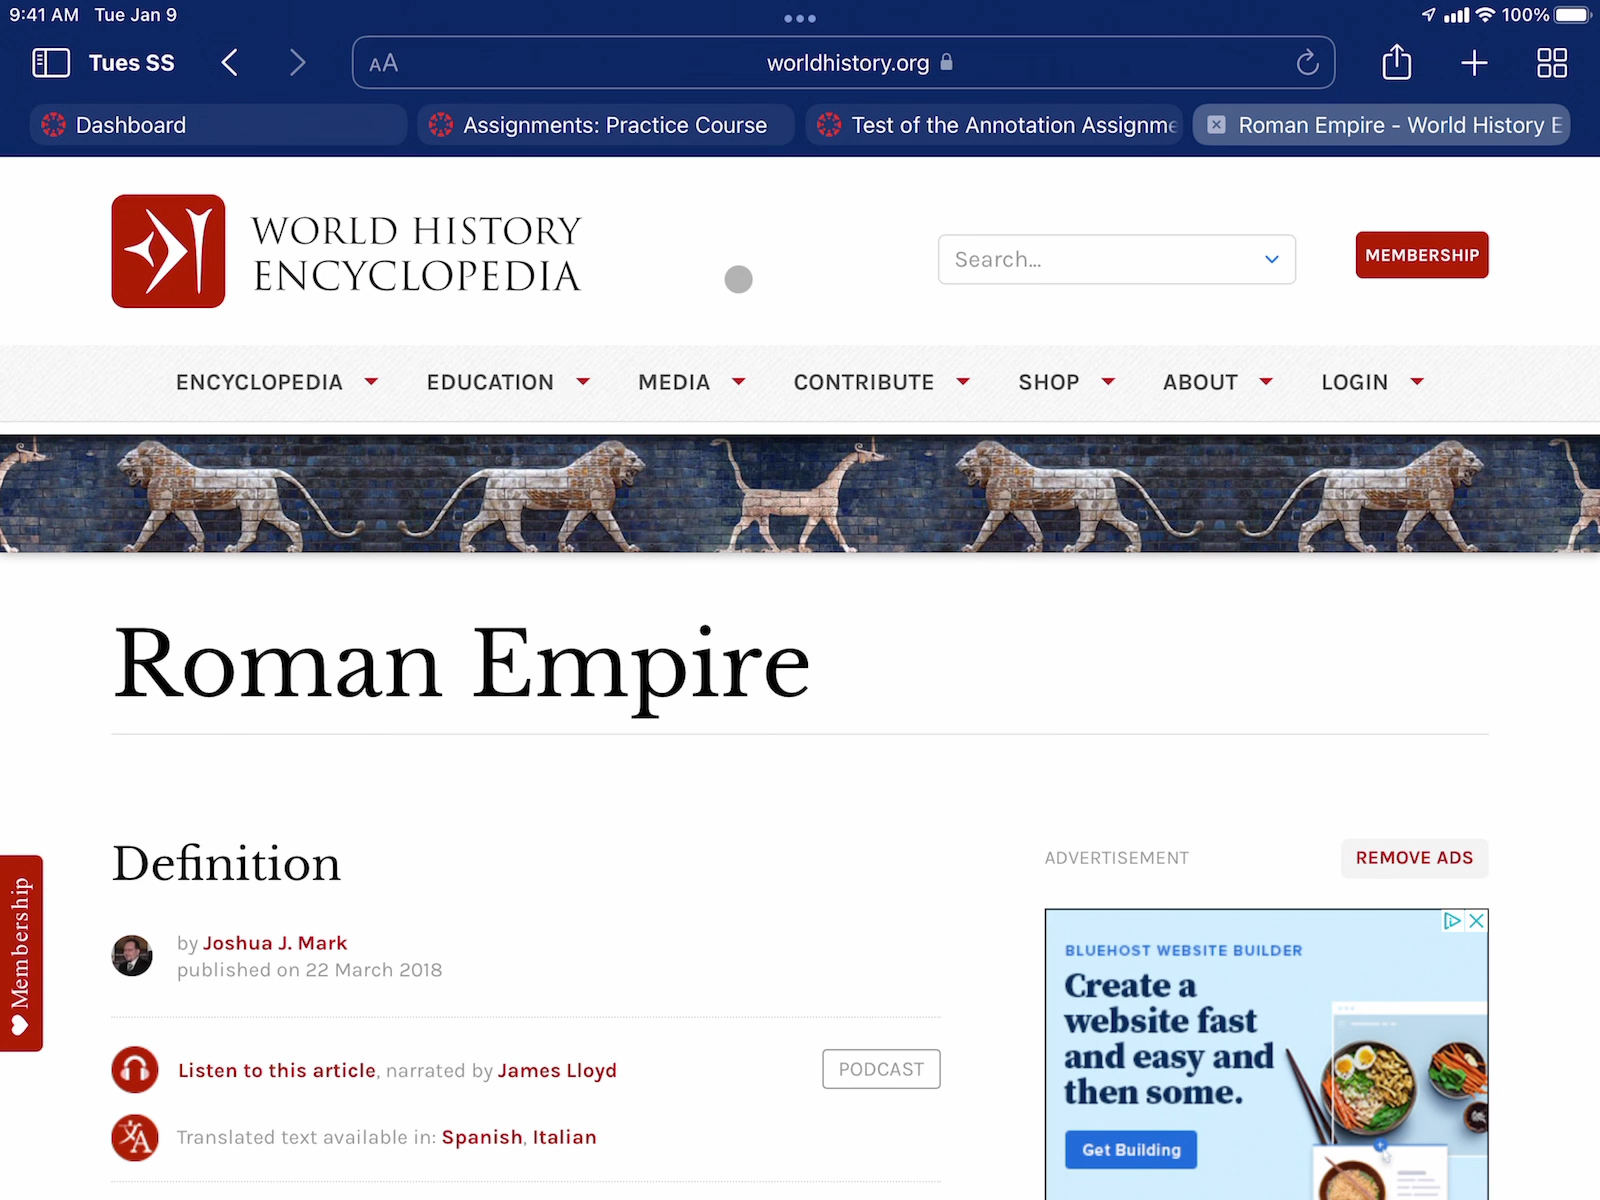 9:41 AM Tue Jan 9
100%
Tues SS
AA
worldhistory.org
Dashboard
Assignments: Practice Course
Test of the Annotation Assignme
Roman Empire - World History E
WORLD HISTORY
ENCYCLOPEDIA
Search...
MEMBERSHIP
ENCYCLOPEDIA
EDUCATION
MEDIA
CONTRIBUTE
SHOP
ABOUT
LOGIN
Roman Empire
Definition
ADVERTISEMENT
REMOVE ADS
Membership
by Joshua J. Mark
published on 22 March 2018
BLUEHOST WEBSITE BUILDER
Create a
website fast
and easy and
then some.
Get Building
Listen to this article, narrated by James Lloyd
PODCAST
Translated text available in: Spanish, Italian